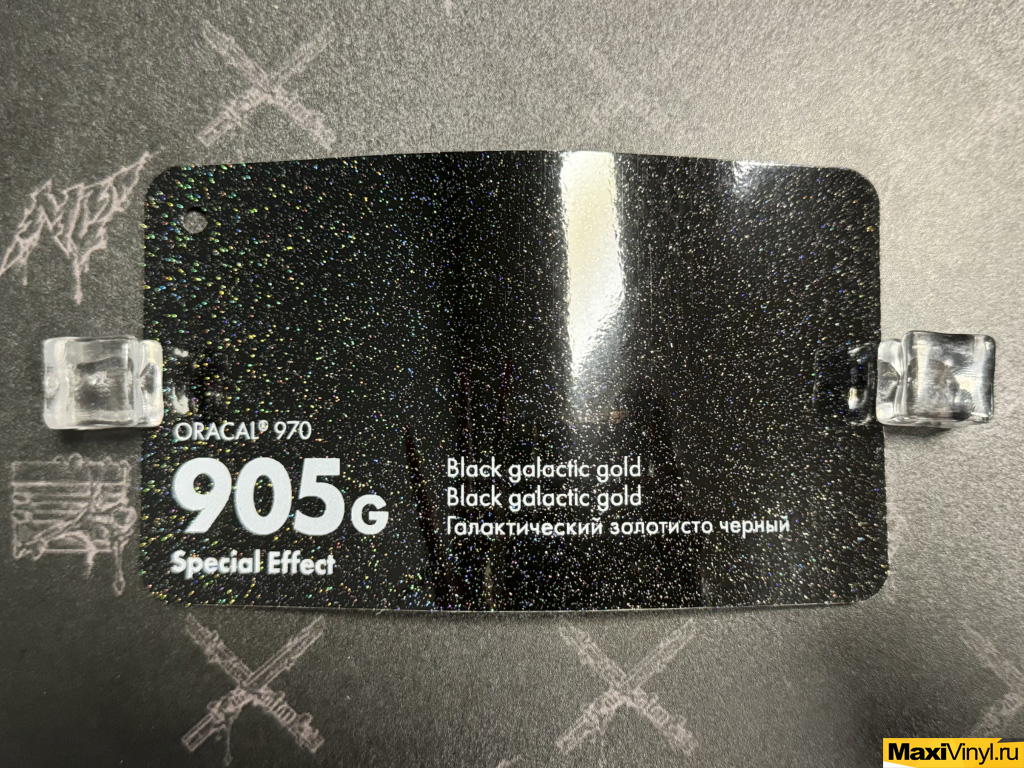 ORACAL® 970
905G
Special Effect
Black galactic gold
Black galactic gold
Галактический золотисто черный
MaxiVinyl.ru